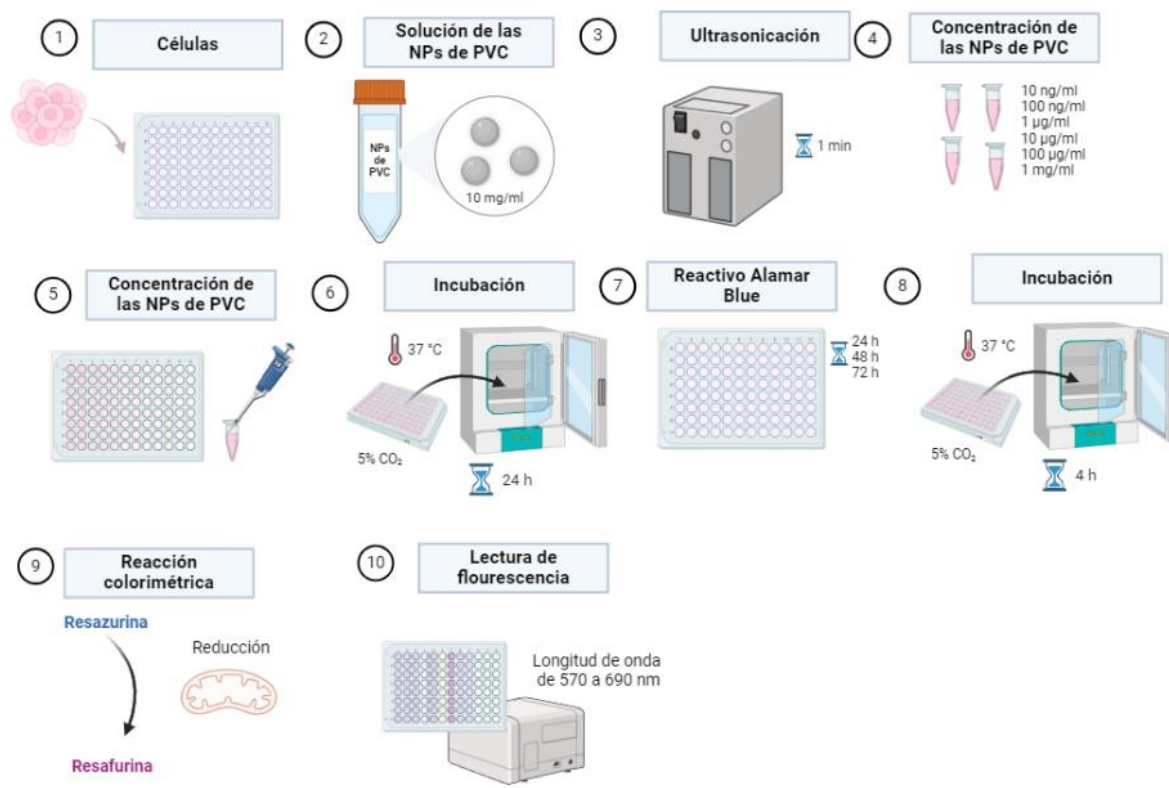 1
Células
2
Solución de las
NPs de PVC
NPs
de
PVC
10 mg/ml
3
Ultrasonicación
1 min
4
Concentración de
las NPs de PVC
10 ng/ml
100 ng/ml
1 µg/ml
10 µg/ml
100 µg/ml
1 mg/ml
5
Concentración de
las NPs de PVC
6
Incubación
37 °C
5% CO₂
24 h
7
Reactivo Alamar
Blue
24 h
48 h
72 h
8
Incubación
37 °C
5% CO₂
4 h
9
Reacción
colorimétrica
Resazurina
Reducción
Resafurina
10
Lectura de
flourescencia
Longitud de onda
de 570 a 690 nm